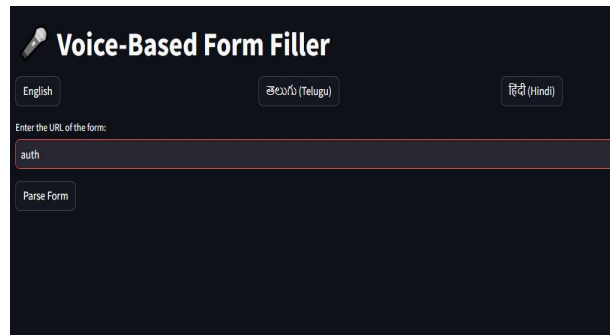 Voice-Based Form Filler
English తెలుగు (Telugu) हिंदी (Hindi)
Enter the URL of the form:
auth
Parse Form